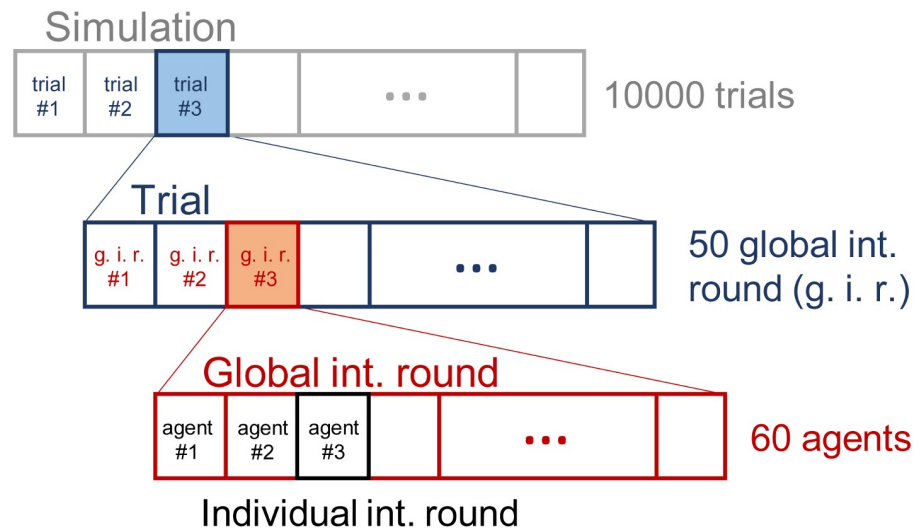 Simulation
trial
#1
trial
#2
trial
#3
...
10000 trials
Trial
g. i. r.
#1
g. i. r.
#2
g. i. r.
#3
...
50 global int.
round (g. i. r.)
Global int. round
agent
#1
agent
#2
agent
#3
...
60 agents
Individual int. round